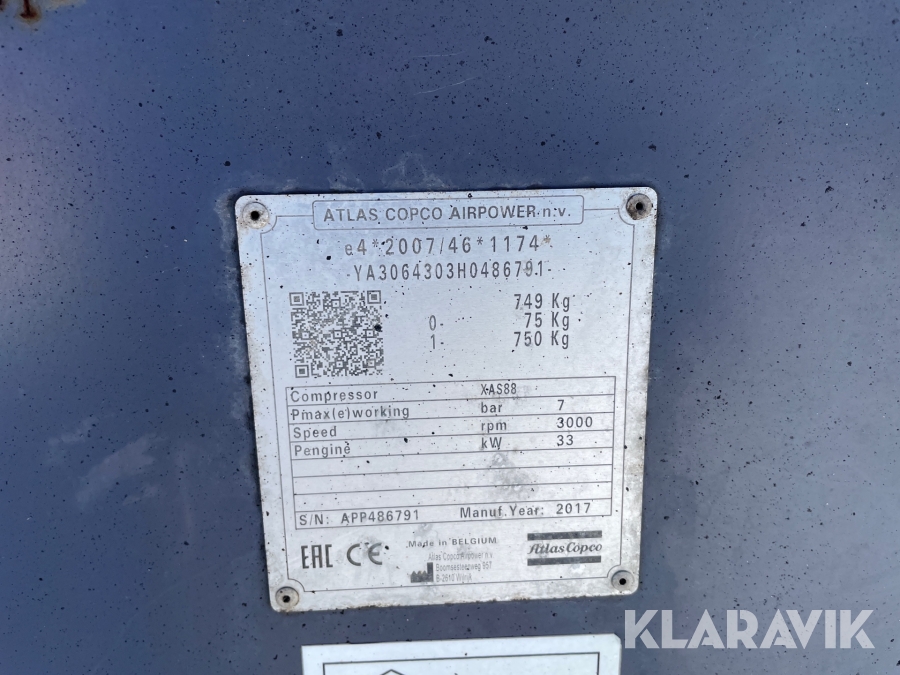 ATLAS COPCO AIRPOWER n.v.
e4*2007/46*1174*
-YA3064303H0486791-
749 Kg
0- 75 Kg
1- 750 Kg
Compressor XAS88
Pmax(e)working bar 7
Speed rpm 3000
Pengine kW 33
S/N: APP486791 Manuf.Year: 2017
EAC CE
Made in BELGIUM
Atlas Copco Airpower n.v.
Boomsesteenweg 957
B-2610 Wilrijk
Atlas Copco
KLARAVIK